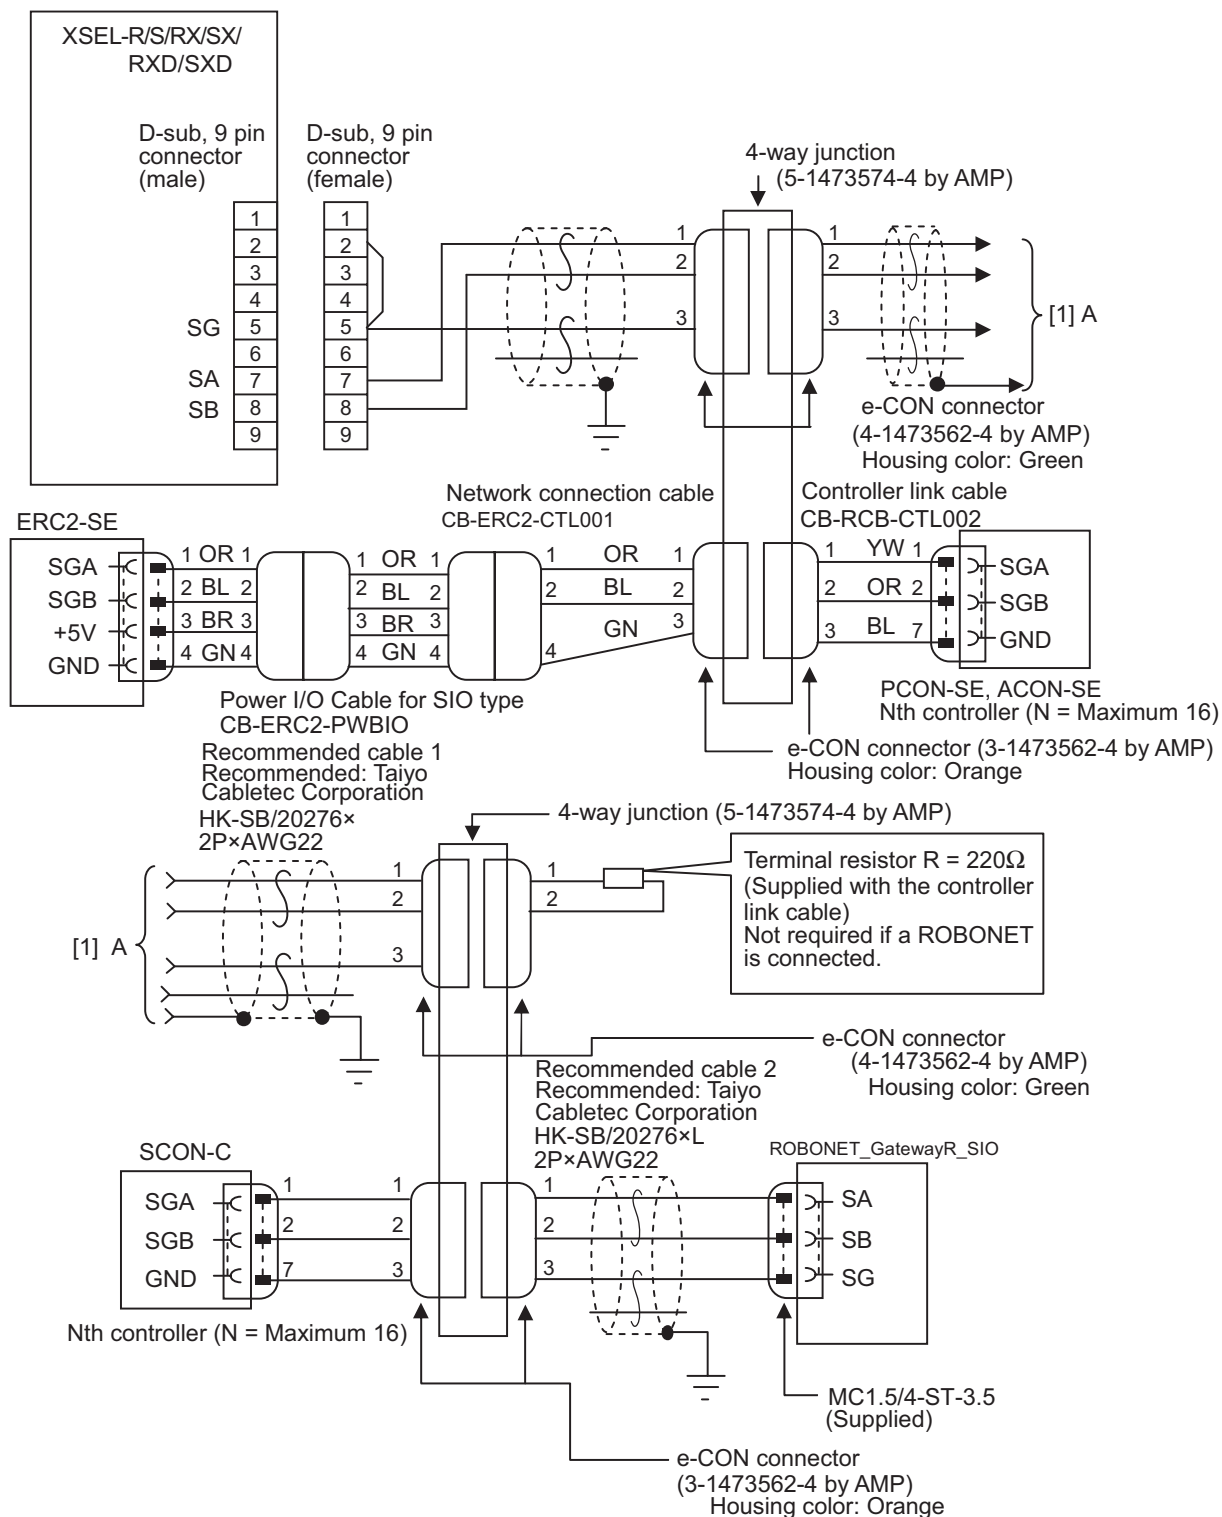 XSEL-R/S/RX/SX/
RXD/SXD
D-sub, 9 pin
connector
(male)
D-sub, 9 pin
connector
(female)
4-way junction
(5-1473574-4 by AMP)
1
2
3
4
SG 5
6
SA 7
SB 8
9
1
2
3
4
5
6
7
8
9
1
2
3
1
2
3
[1] A
e-CON connector
(4-1473562-4 by AMP)
Housing color: Green
Network connection cable
CB-ERC2-CTL001
Controller link cable
CB-RCB-CTL002
ERC2-SE
SGA 1 OR 1 1 OR 1 1 OR 1
SGB 2 BL 2 2 BL 2 2 BL 2
+5V 3 BR 3 3 BR 3 GN 3
GND 4 GN 4 4 GN 4 4
1 YW 1 SGA
2 OR 2 SGB
3 BL 7 GND
Power I/O Cable for SIO type
CB-ERC2-PWBIO
PCON-SE, ACON-SE
Nth controller (N = Maximum 16)
e-CON connector (3-1473562-4 by AMP)
Housing color: Orange
Recommended cable 1
Recommended: Taiyo
Cabletec Corporation
HK-SB/20276×
2P×AWG22
4-way junction (5-1473574-4 by AMP)
[1] A
1
2
3
1
2
Terminal resistor R = 220Ω
(Supplied with the controller
link cable)
Not required if a ROBONET
is connected.
e-CON connector
(4-1473562-4 by AMP)
Housing color: Green
Recommended cable 2
Recommended: Taiyo
Cabletec Corporation
HK-SB/20276×L
2P×AWG22
SCON-C
ROBONET_GatewayR_SIO
SGA 1 1
SGB 2 2
GND 7 3
1 SA
2 SB
3 SG
Nth controller (N = Maximum 16)
MC1.5/4-ST-3.5
(Supplied)
e-CON connector
(3-1473562-4 by AMP)
Housing color: Orange